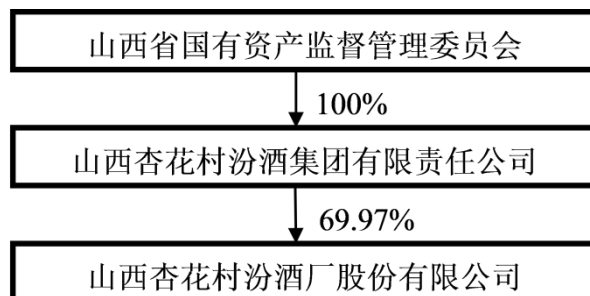 山西省国有资产监督管理委员会
100%
山西杏花村汾酒集团有限责任公司
69.97%
山西杏花村汾酒厂股份有限公司